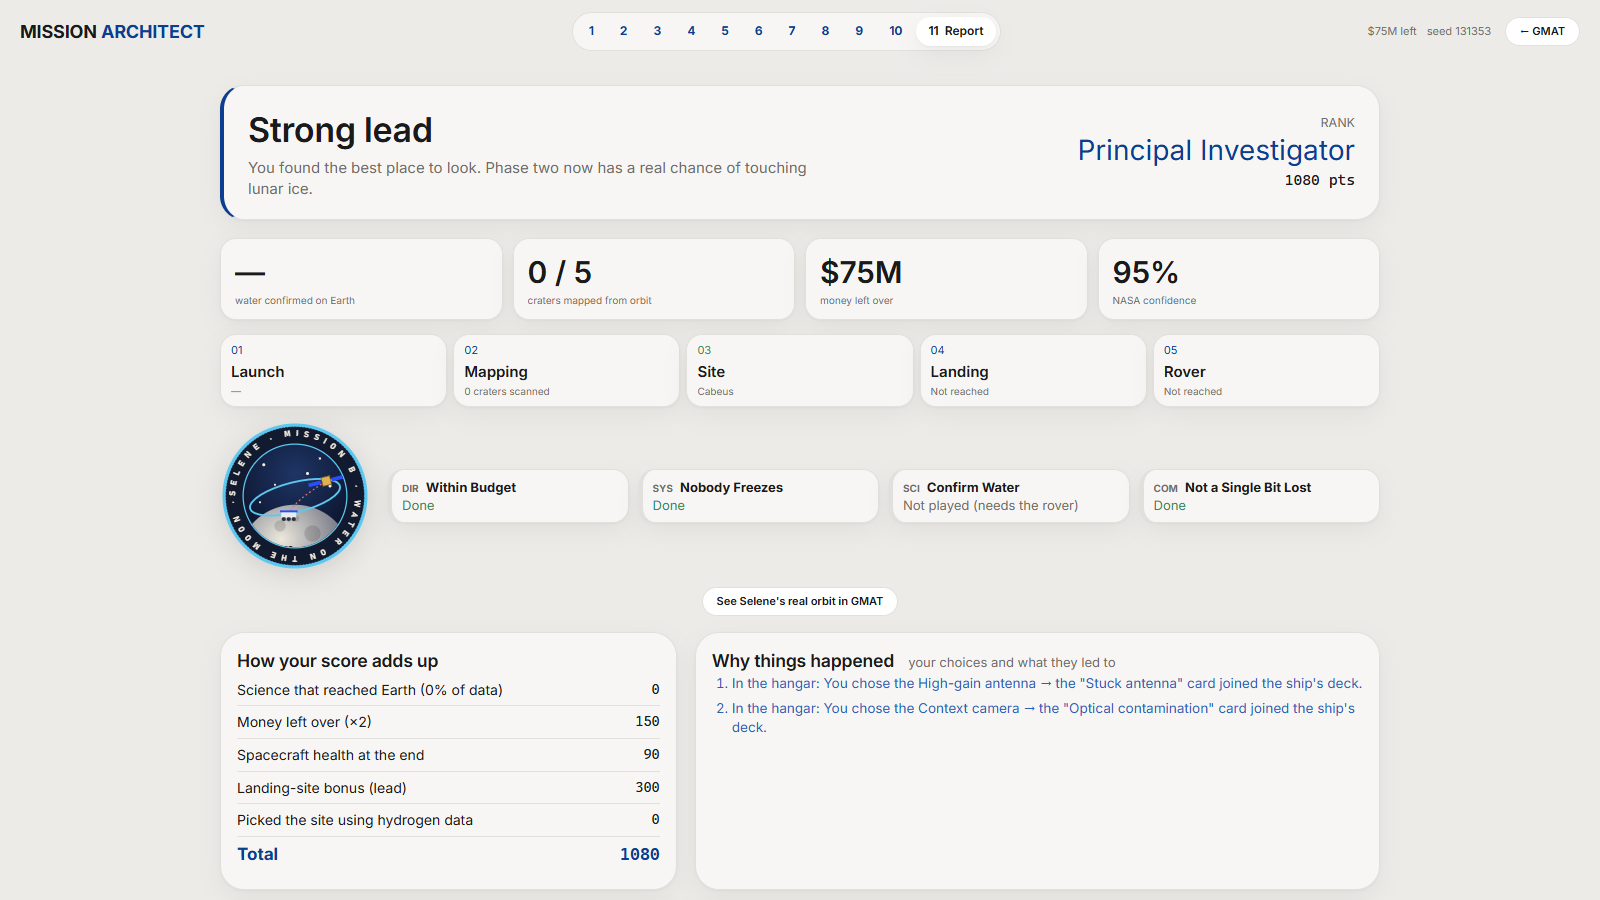 MISSION ARCHITECT
1 2 3 4 5 6 7 8 9 10 11 Report
$75M left seed 131353 ← GMAT
Strong lead
You found the best place to look. Phase two now has a real chance of touching
lunar ice.
RANK
Principal Investigator
1080 pts
—
water confirmed on Earth
0 / 5
craters mapped from orbit
$75M
money left over
95%
NASA confidence
01
Launch
—
02
Mapping
0 craters scanned
03
Site
Cabeus
04
Landing
Not reached
05
Rover
Not reached
SELENE · MISSION B · WATER ON THE MOON ·
DIR Within Budget
Done
SYS Nobody Freezes
Done
SCI Confirm Water
Not played (needs the rover)
COM Not a Single Bit Lost
Done
See Selene's real orbit in GMAT
How your score adds up
Science that reached Earth (0% of data) 0
Money left over (×2) 150
Spacecraft health at the end 90
Landing-site bonus (lead) 300
Picked the site using hydrogen data 0
Total 1080
Why things happened your choices and what they led to
1. In the hangar: You chose the High-gain antenna → the "Stuck antenna" card joined the ship's deck.
2. In the hangar: You chose the Context camera → the "Optical contamination" card joined the ship's
deck.